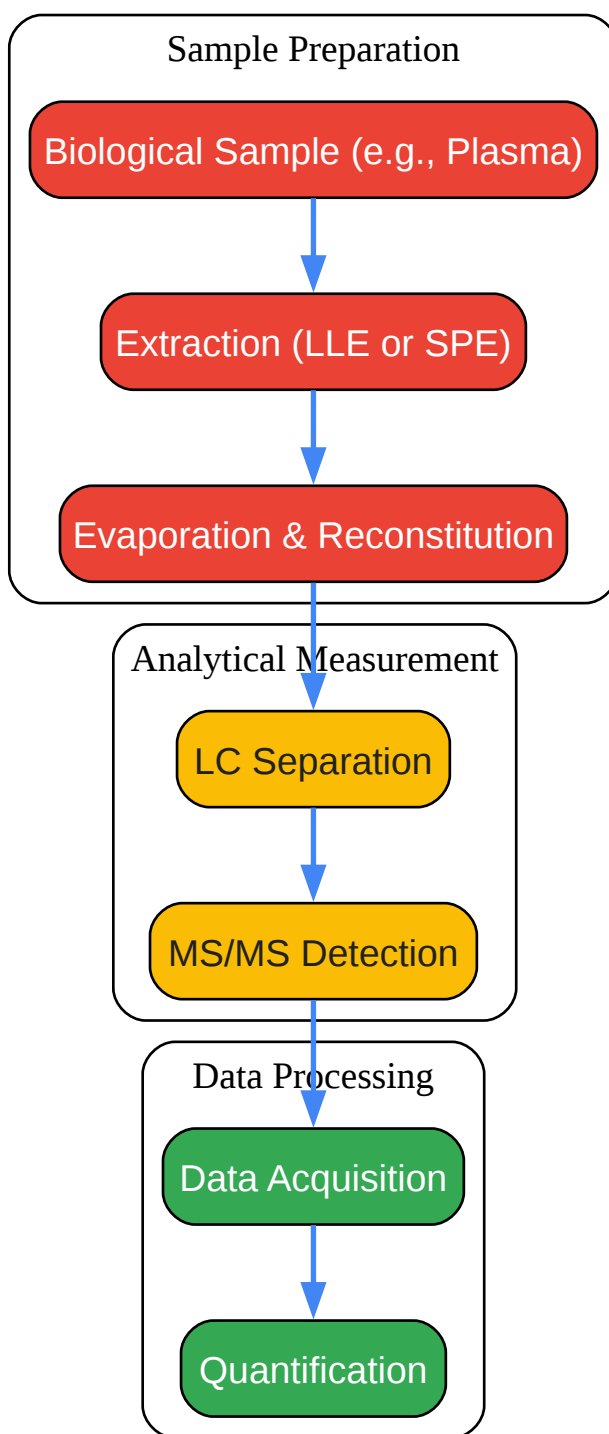 Sample Preparation
Biological Sample (e.g., Plasma)
Extraction (LLE or SPE)
Evaporation & Reconstitution
Analytical Measurement
LC Separation
MS/MS Detection
Data Processing
Data Acquisition
Quantification